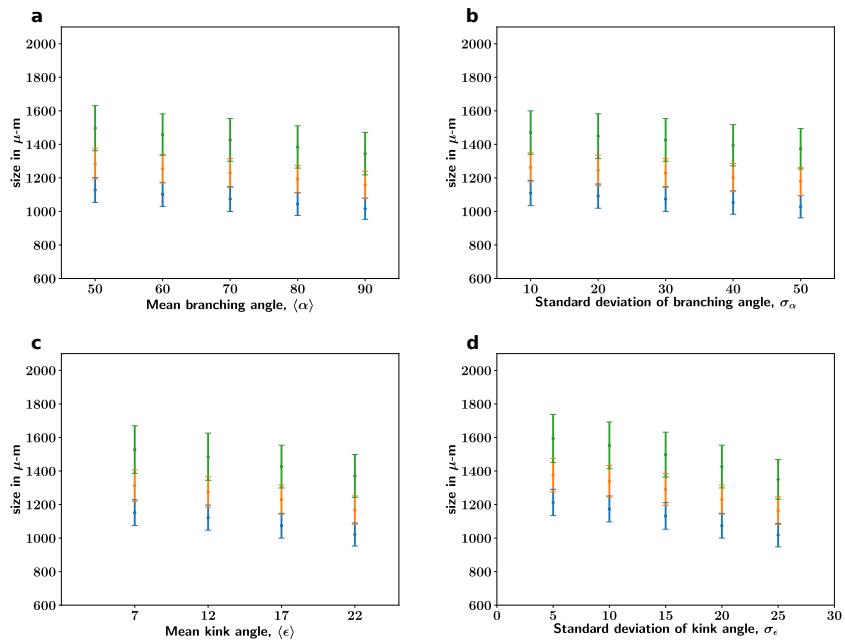 a
2000
1800
1600
1400
1200
1000
800
600
size in μ-m
50 60 70 80 90
Mean branching angle, ⟨α⟩
b
2000
1800
1600
1400
1200
1000
800
600
size in μ-m
10 20 30 40 50
Standard deviation of branching angle, σα
c
2000
1800
1600
1400
1200
1000
800
600
size in μ-m
7 12 17 22
Mean kink angle, ⟨ϵ⟩
d
2000
1800
1600
1400
1200
1000
800
600
size in μ-m
0 5 10 15 20 25 30
Standard deviation of kink angle, σϵ